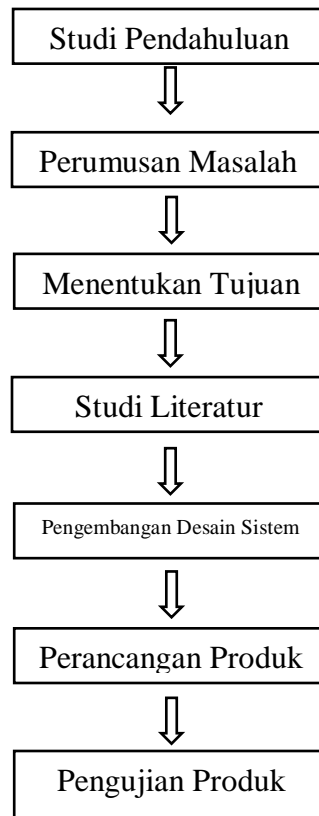 Studi Pendahuluan
Perumusan Masalah
Menentukan Tujuan
Studi Literatur
Pengembangan Desain Sistem
Perancangan Produk
Pengujian Produk